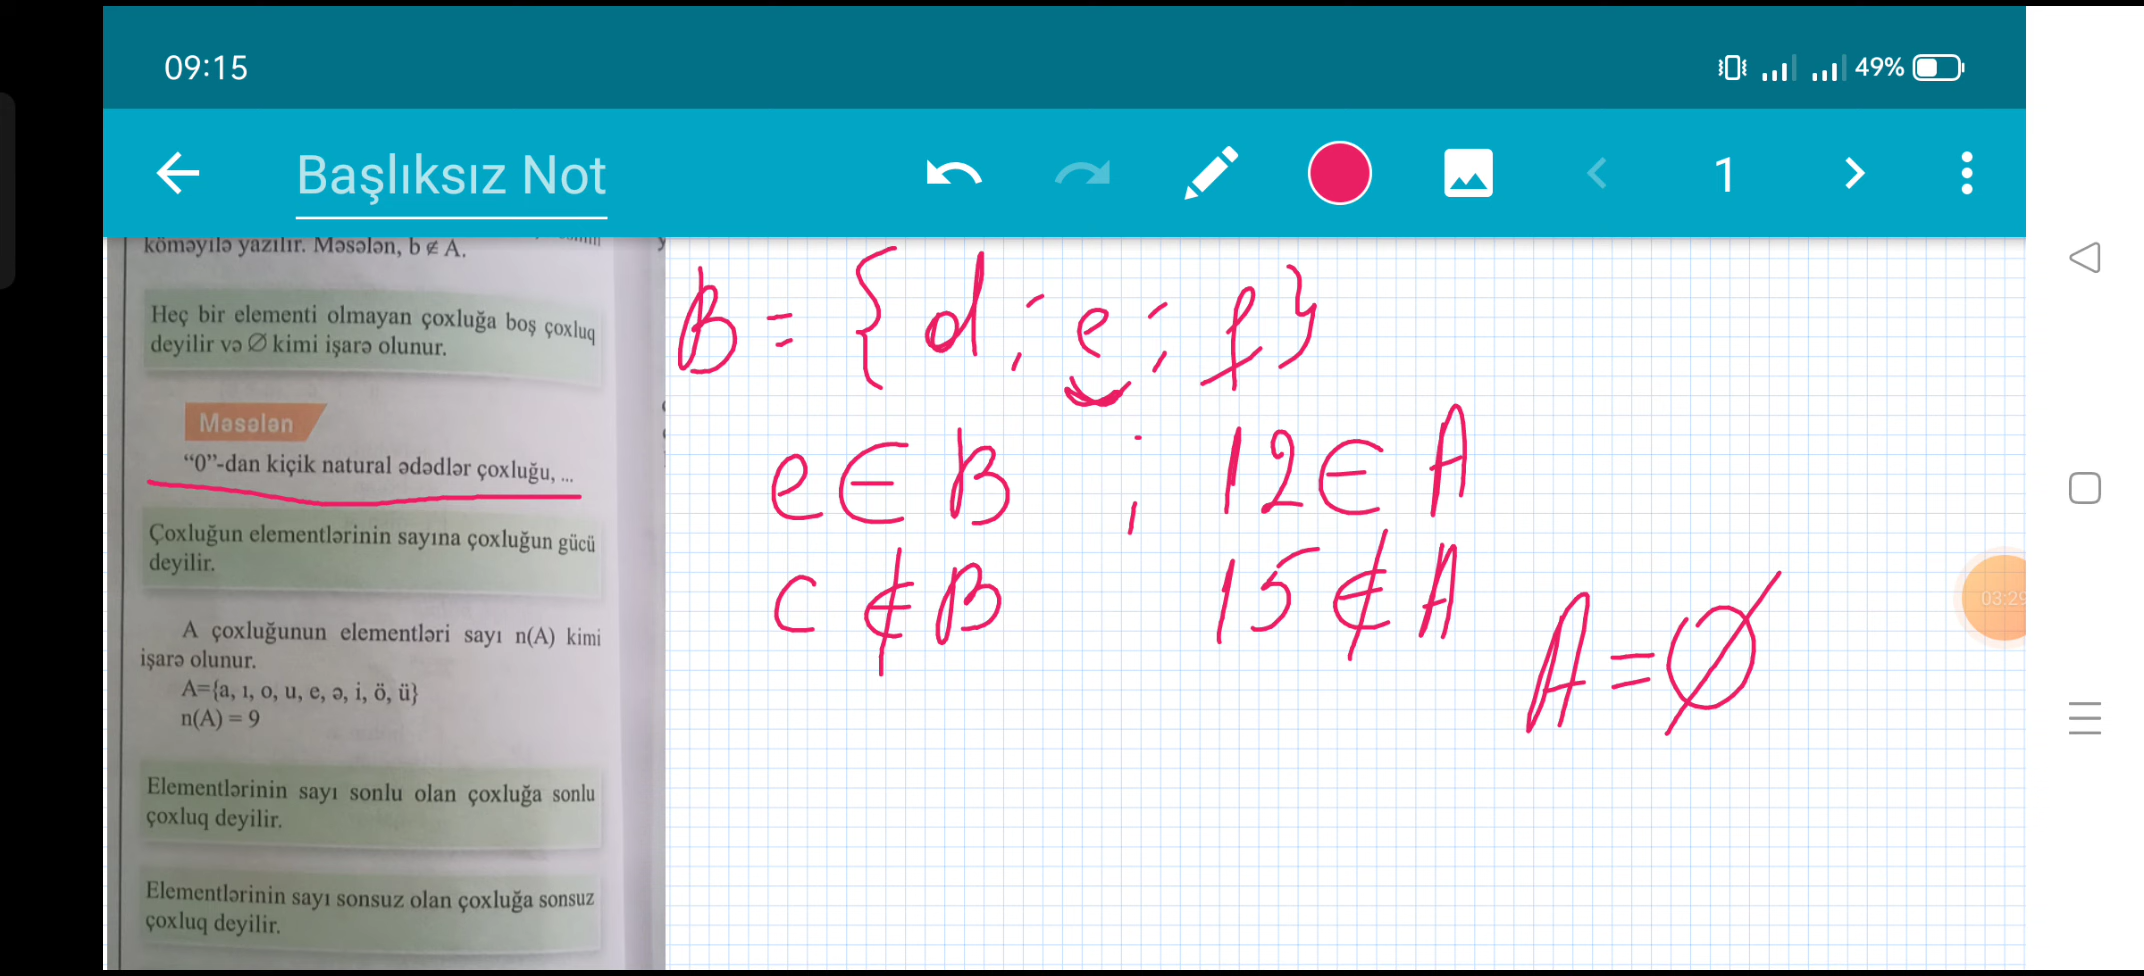 09:15
49%
Başlıksız Not
1
köməyilə yazılır. Məsələn, b ∉ A.
Heç bir elementi olmayan çoxluğa boş çoxluq
deyilir və ∅ kimi işarə olunur.
Məsələn
“0”-dan kiçik natural ədədlər çoxluğu, ...
Çoxluğun elementlərinin sayına çoxluğun gücü
deyilir.
A çoxluğunun elementləri sayı n(A) kimi
işarə olunur.
A={a, ı, o, u, e, ə, i, ö, ü}
n(A) = 9
Elementlərinin sayı sonlu olan çoxluğa sonlu
çoxluq deyilir.
Elementlərinin sayı sonsuz olan çoxluğa sonsuz
çoxluq deyilir.
B = { d ; e ; f }
e ∈ B ; 12 ∈ A
c ∉ B 15 ∉ A
A = ∅
03:29